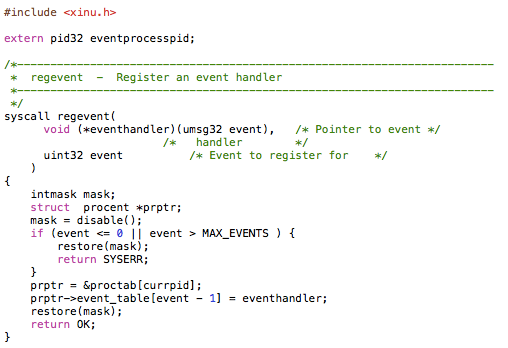 #include <xinu.h>
extern pid32 eventprocesspid;
/*------------------------------------------------------------------------
 *  regevent  -  Register an event handler
 *------------------------------------------------------------------------
 */
syscall regevent(
      void (*eventhandler)(umsg32 event),   /* Pointer to event */
                        /*   handler        */
      uint32 event          /* Event to register for    */
    )
{
    intmask mask;
    struct  procent *prptr;
    mask = disable();
    if (event <= 0 || event > MAX_EVENTS ) {
        restore(mask);
        return SYSERR;
    }
    prptr = &proctab[currpid];
    prptr->event_table[event - 1] = eventhandler;
    restore(mask);
    return OK;
}